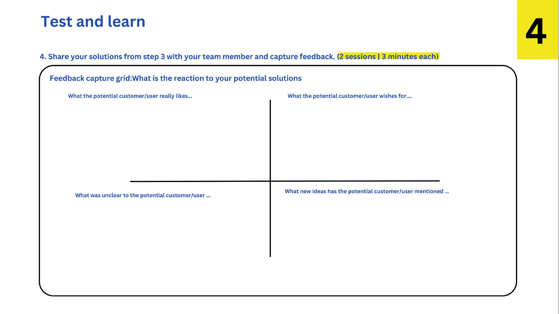 Test and learn
4
4. Share your solutions from step 3 with your team member and capture feedback. (2 sessions | 3 minutes each)
Feedback capture grid:What is the reaction to your potential solutions
What the potential customer/user really likes...
What the potential customer/user wishes for....
What was unclear to the potential customer/user ...
What new ideas has the potential customer/user mentioned ...